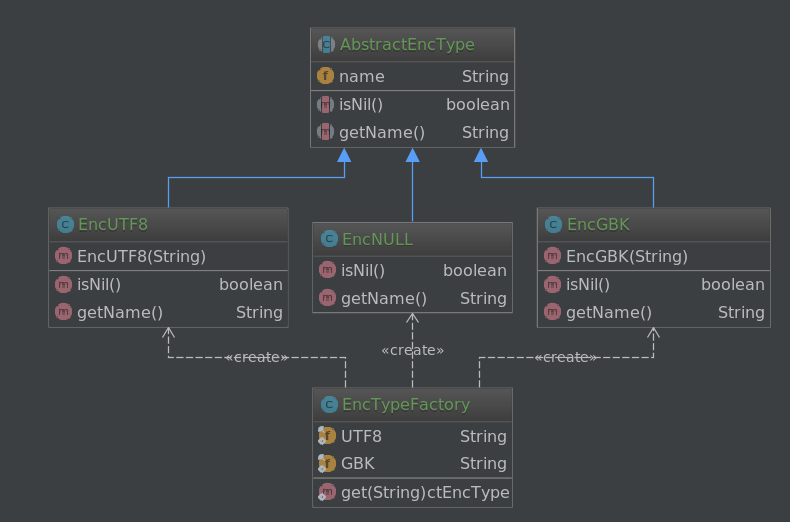 AbstractEncType
name String
isNil() boolean
getName() String
EncUTF8
EncUTF8(String)
isNil() boolean
getName() String
EncNULL
isNil() boolean
getName() String
EncGBK
EncGBK(String)
isNil() boolean
getName() String
«create»
«create»
«create»
EncTypeFactory
UTF8 String
GBK String
get(String)ctEncType